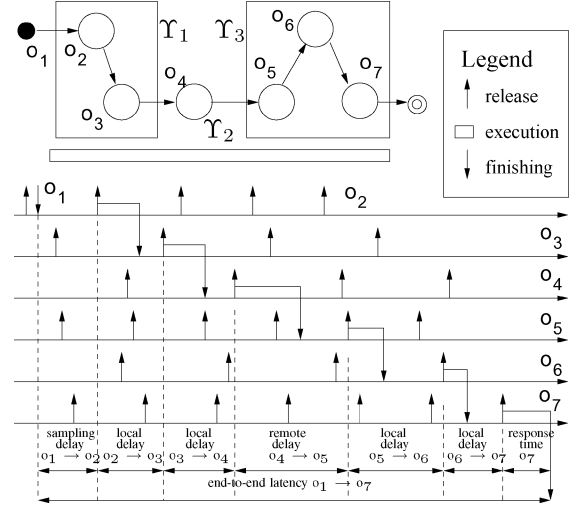 o1 o2 ϒ1 o3 o4 ϒ2 ϒ3 o5 o6 o7
Legend
release
execution
finishing
o1 o2
o3
o4
o5
o6
o7
sampling delay o1 → o2
local delay o2 → o3
local delay o3 → o4
remote delay o4 → o5
local delay o5 → o6
local delay o6 → o7
response time o7
end-to-end latency o1 → o7